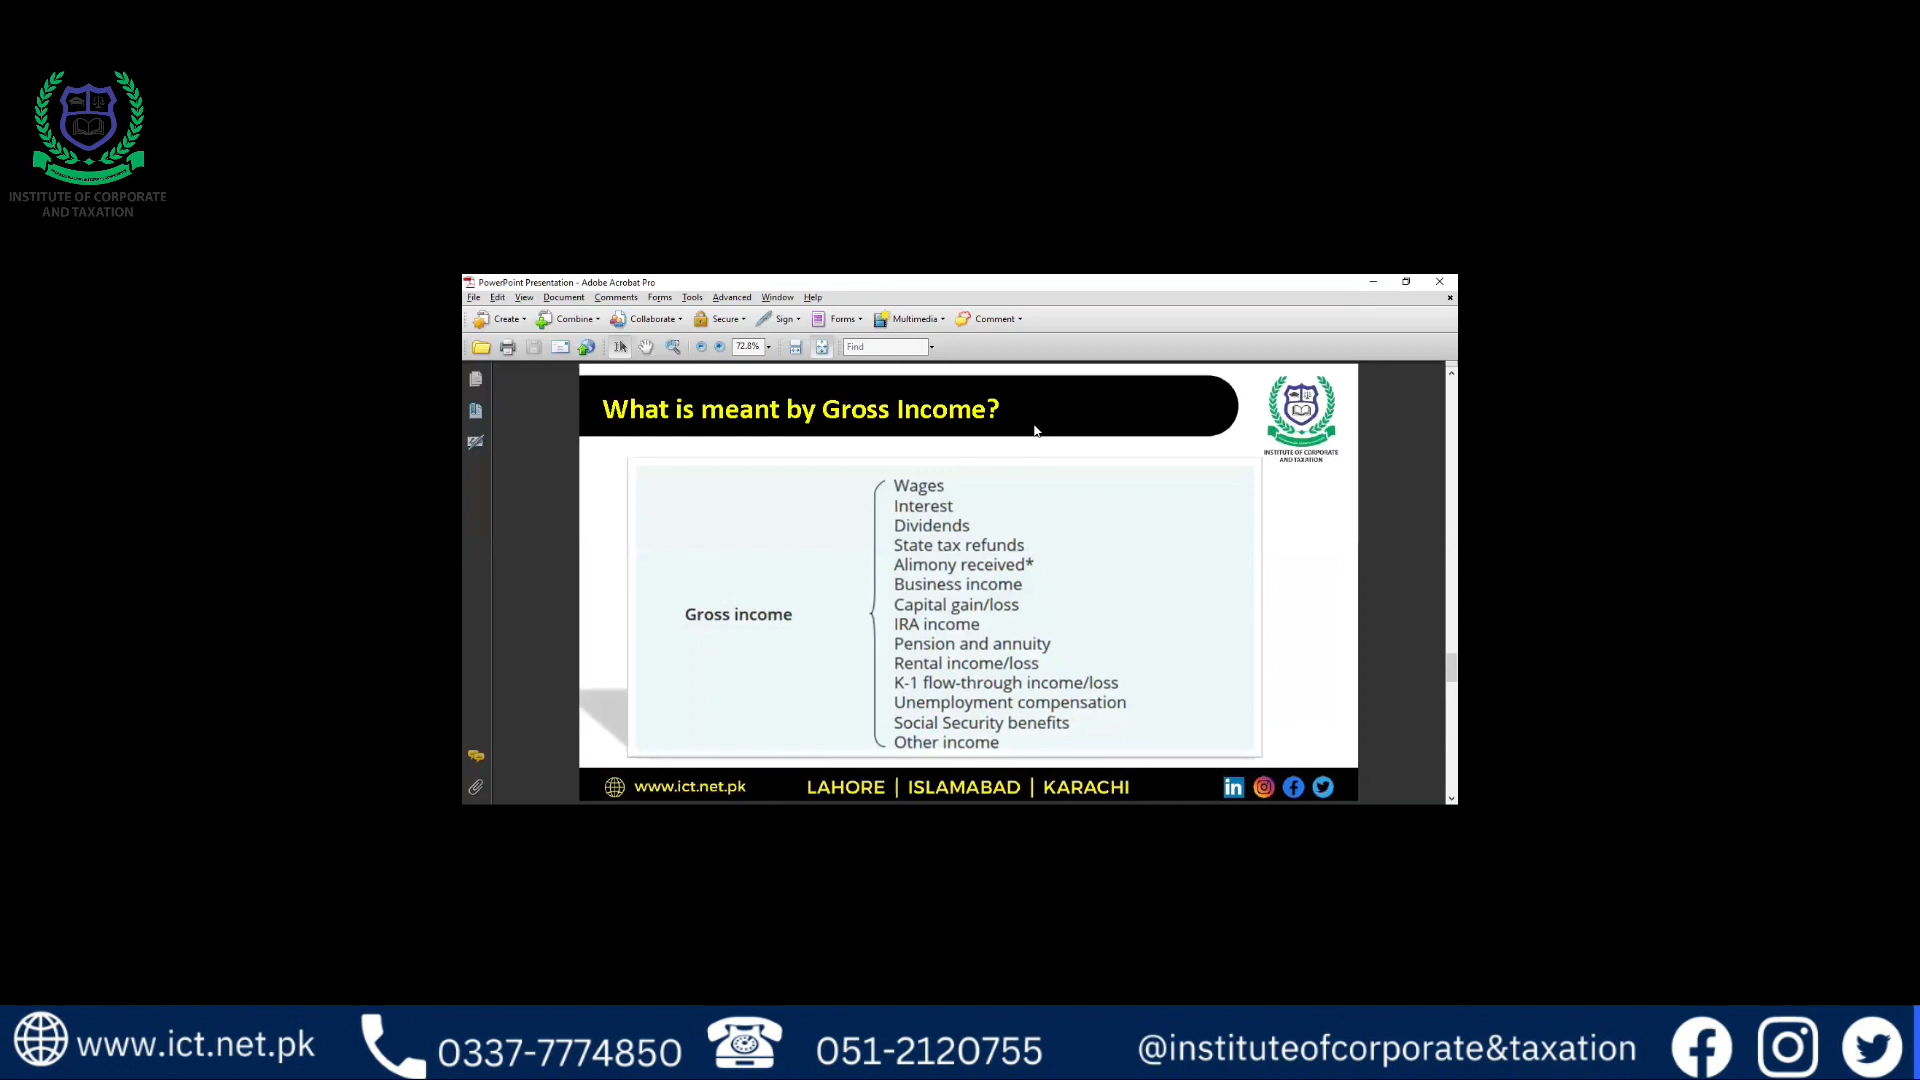 INSTITUTE OF CORPORATE
AND TAXATION
PowerPoint Presentation - Adobe Acrobat Pro
File Edit View Document Comments Forms Tools Advanced Window Help
Create Combine Collaborate Secure Sign Forms Multimedia Comment
72.8% Find
What is meant by Gross Income?
INSTITUTE OF CORPORATE
AND TAXATION
Wages
Interest
Dividends
State tax refunds
Alimony received*
Business income
Capital gain/loss
Gross income
IRA income
Pension and annuity
Rental income/loss
K-1 flow-through income/loss
Unemployment compensation
Social Security benefits
Other income
www.ict.net.pk LAHORE | ISLAMABAD | KARACHI
www.ict.net.pk 0337-7774850 051-2120755 @instituteofcorporate&taxation